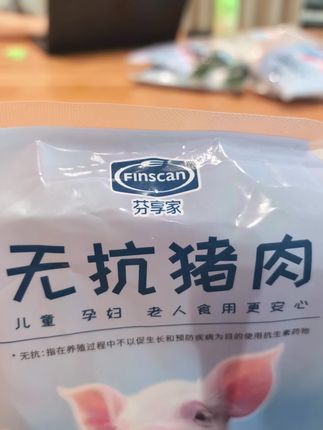 Finscan
芬享家
无抗猪肉
儿童 孕妇 老人食用更安心
*无抗:指在养殖过程中不以促生长和预防疾病为目的使用抗生素药物